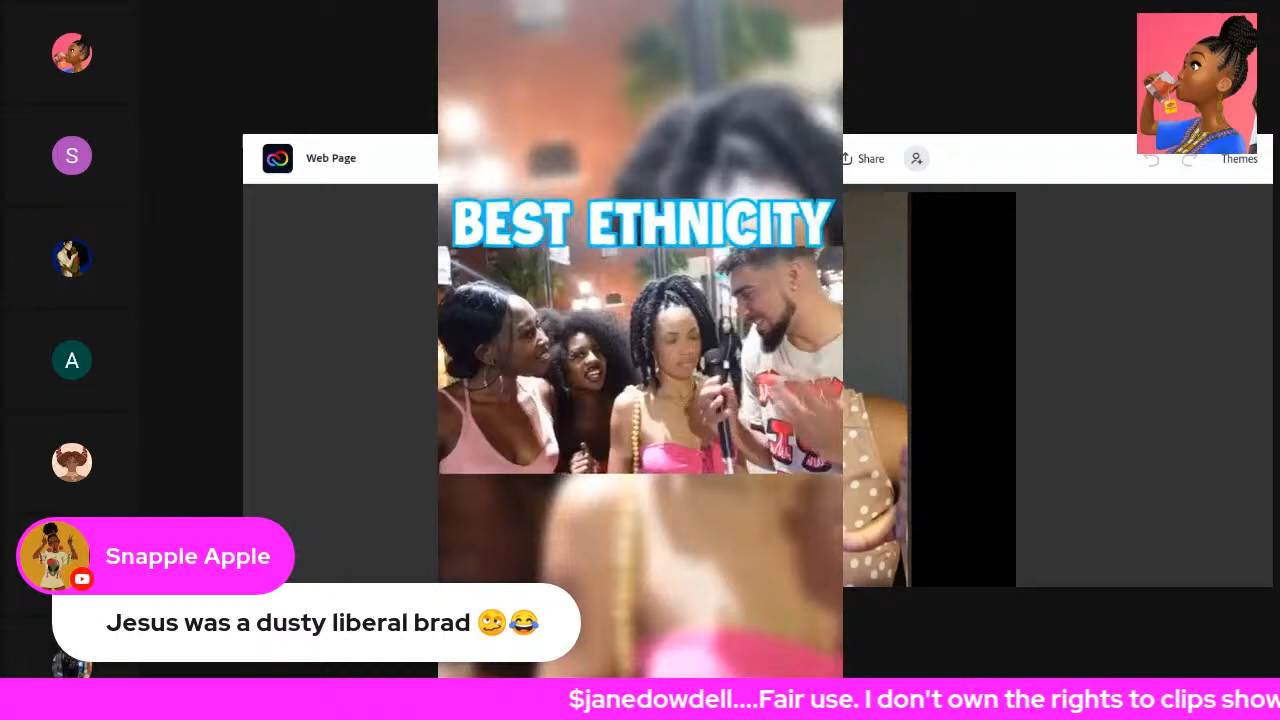 Web Page
Share
Themes
BEST ETHNICITY
S
A
Snapple Apple
Jesus was a dusty liberal brad 🥴😂
$janedowdell....Fair use. I don't own the rights to clips show